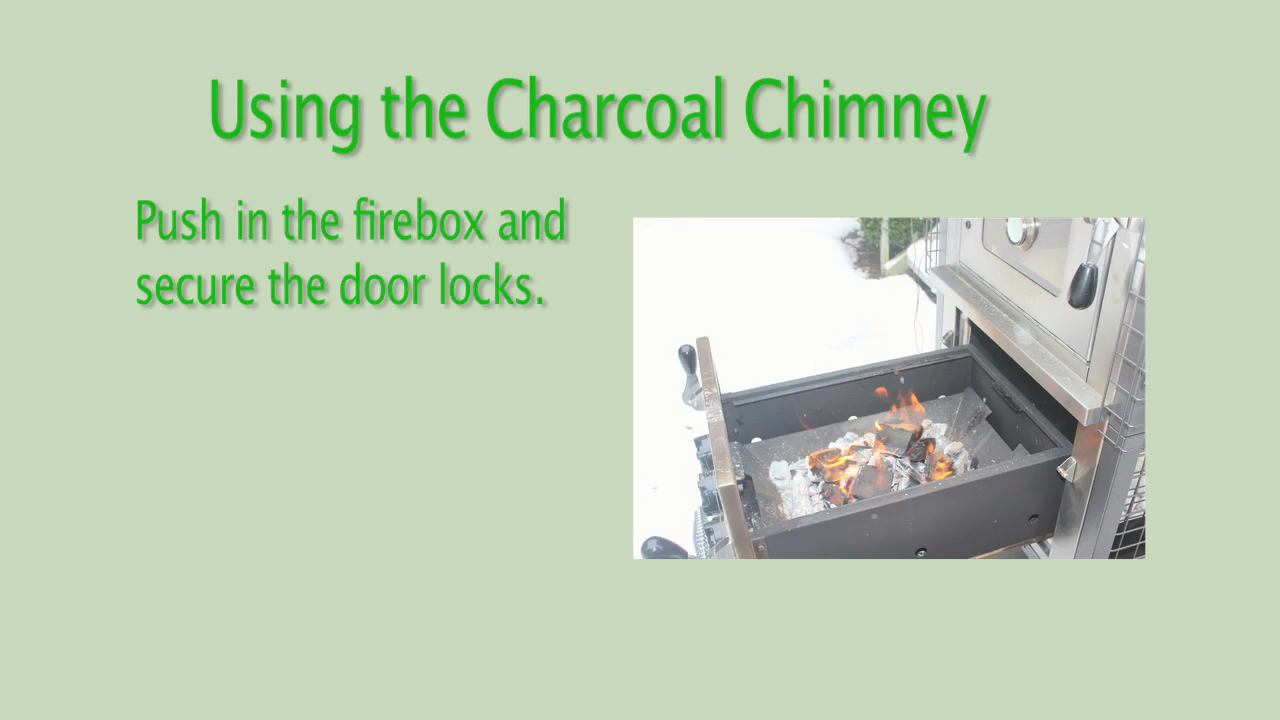 Using the Charcoal Chimney
Push in the firebox and
secure the door locks.